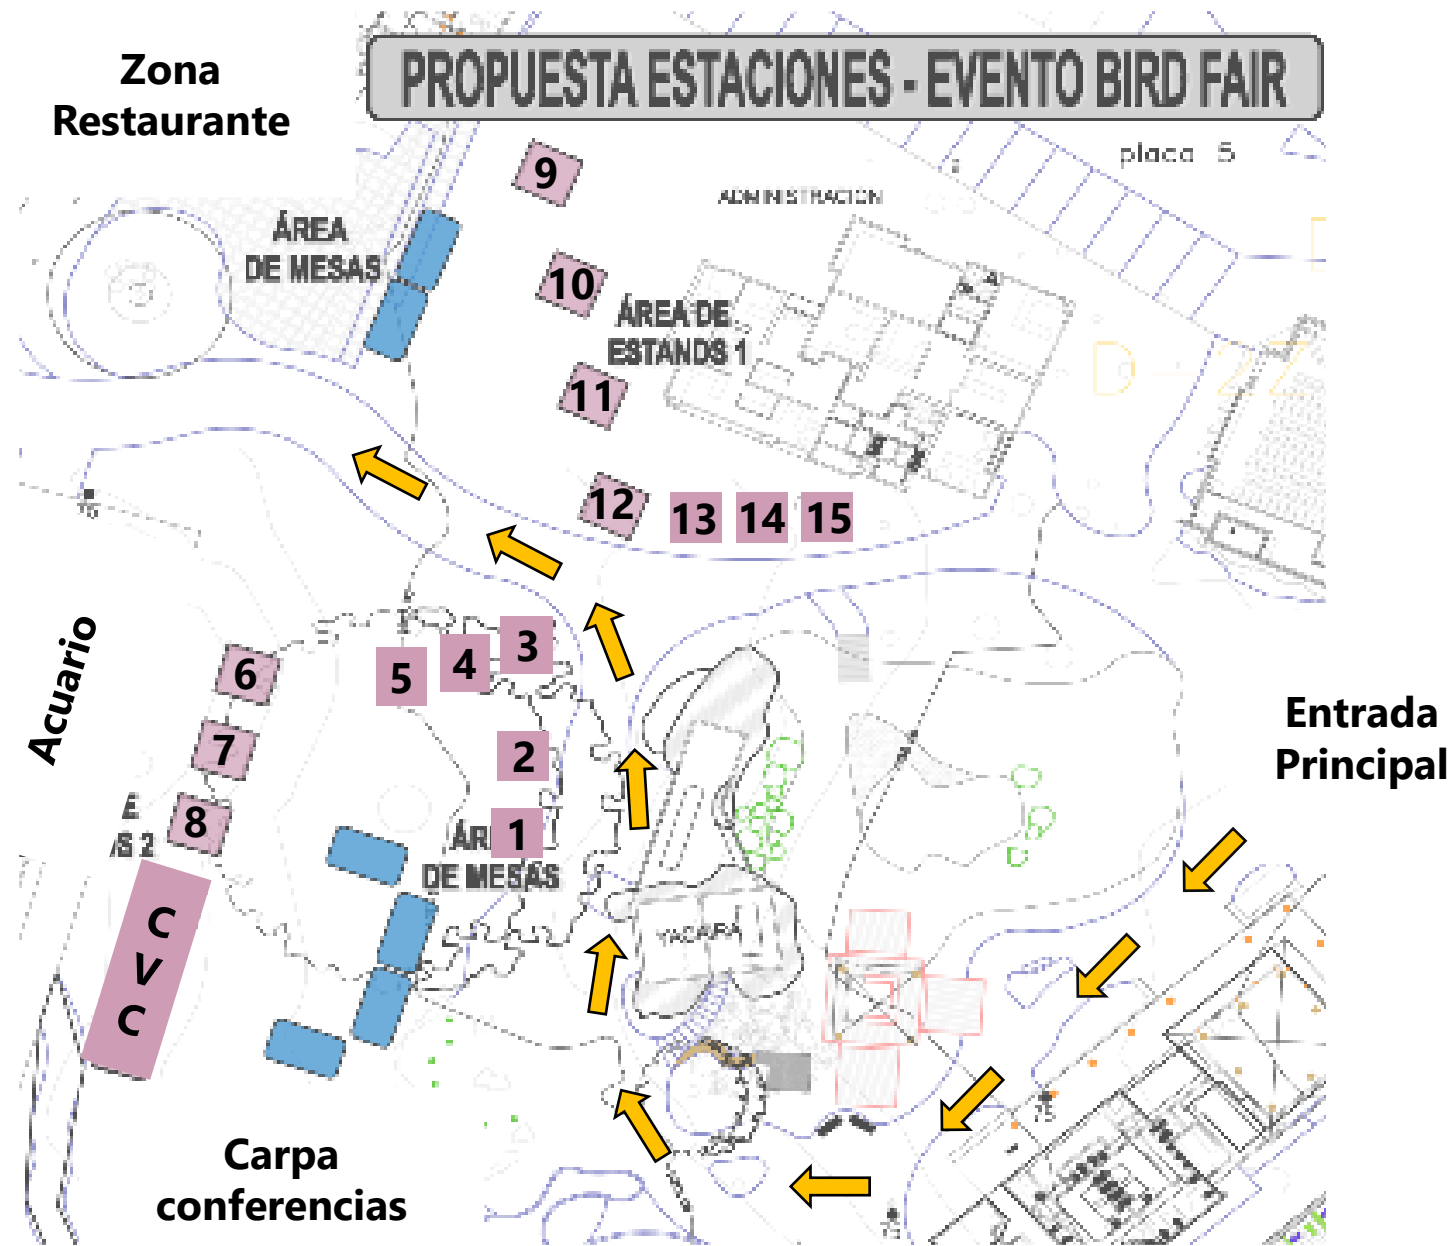 PROPUESTA ESTACIONES - EVENTO BIRD FAIR
Zona
Restaurante
placa 5
ADMINISTRACION
9
ÁREA
DE MESAS
10
ÁREA DE
ESTANDS 1
11
12
13
14
15
Acuario
6
5
4
3
7
2
8
1
E
S 2
ÁR
DE MESAS
Entrada
Principal
C
V
C
Carpa
conferencias